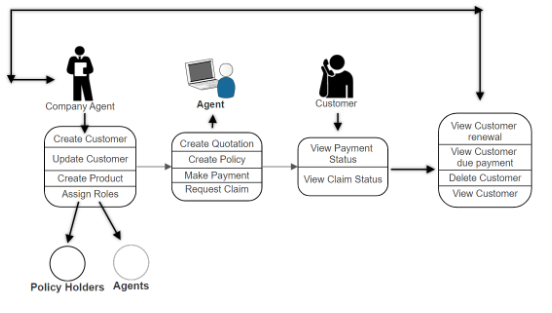 Company Agent
Agent
Customer
Create Customer
Update Customer
Create Product
Assign Roles
Create Quotation
Create Policy
Make Payment
Request Claim
View Payment
Status
View Claim Status
View Customer
renewal
View Customer
due payment
Delete Customer
View Customer
Policy Holders
Agents